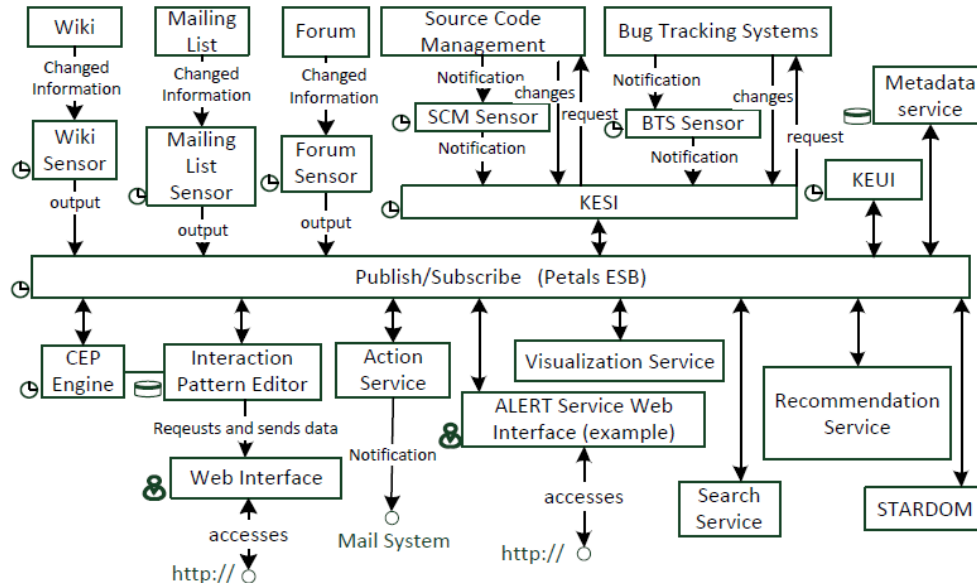 Wiki
Mailing
List
Forum
Source Code
Management
Bug Tracking Systems
Changed
Information
Changed
Information
Changed
Information
Notification
changes
request
Notification
changes
request
Metadata
service
Wiki
Sensor
Mailing
List
Sensor
Forum
Sensor
SCM Sensor
BTS Sensor
Notification
Notification
KEUI
output
output
output
KESI
Publish/Subscribe (Petals ESB)
CEP
Engine
Interaction
Pattern Editor
Action
Service
Visualization Service
ALERT Service Web
Interface (example)
Recommendation
Service
Reqeusts and sends data
Notification
Web Interface
accesses
accesses
Search
Service
STARDOM
Mail System
http://
http://